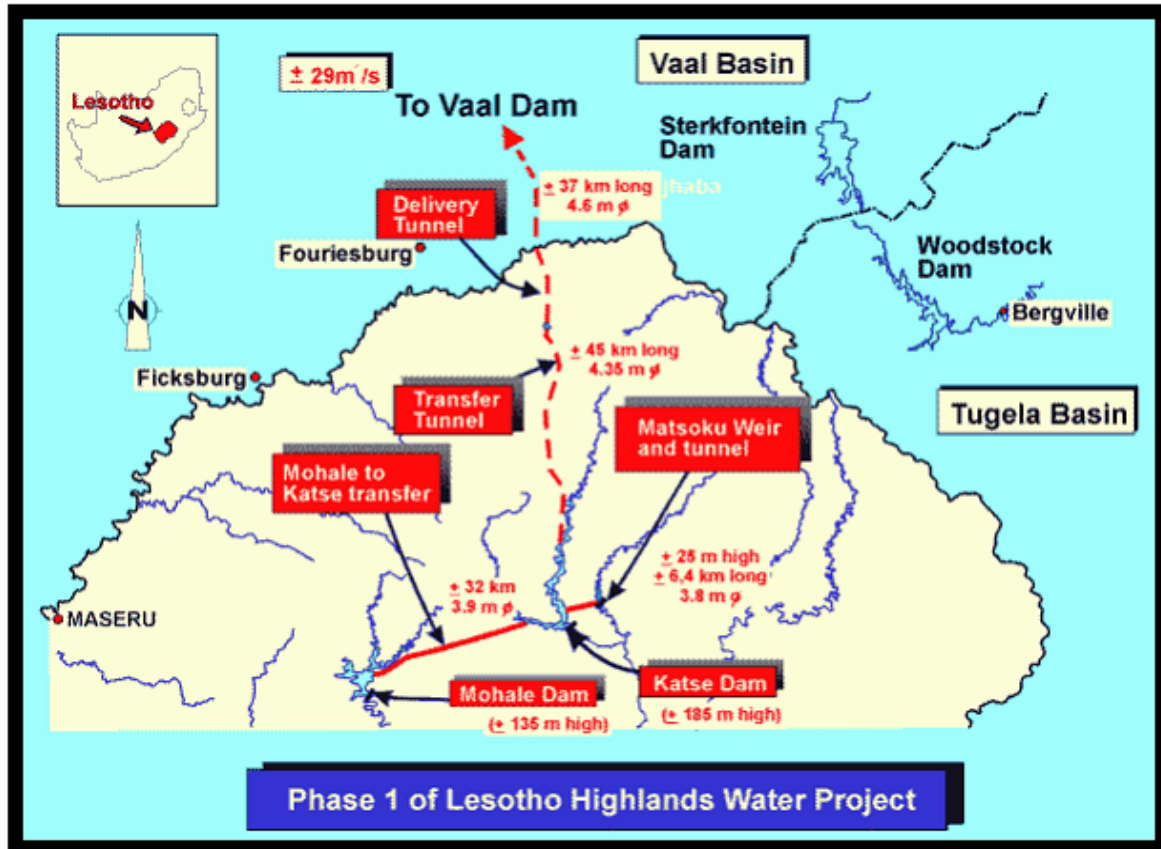 Lesotho
± 29m³/s
To Vaal Dam
Vaal Basin
Sterkfontein
Dam
± 37 km long
4.6 m ø
jhaba
Delivery
Tunnel
Fouriesburg
Woodstock
Dam
Bergville
N
Ficksburg
± 45 km long
4.35 m ø
Transfer
Tunnel
Matsoku Weir
and tunnel
Tugela Basin
Mohale to
Katse transfer
± 25 m high
± 6,4 km long
3.8 m ø
± 32 km
3.9 m ø
MASERU
Mohale Dam
(± 135 m high)
Katse Dam
(± 185 m high)
Phase 1 of Lesotho Highlands Water Project